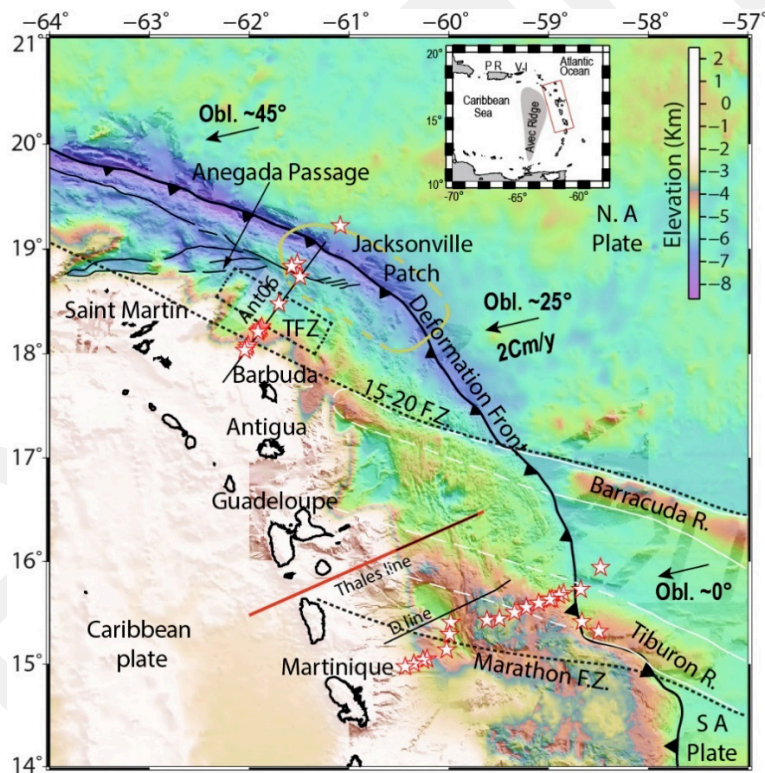 −64° −62° −61° −60° −59° −58° −57°
21°
20°
19°
18°
17°
16°
15°
14°
20°
15°
10°
-70° -65° -60°
P R V.I
Atlantic
Ocean
Caribbean
Sea
Avec Ridge
Elevation (Km)
2
1
0
−1
−2
−3
−4
−5
−6
−7
−8
N. A
Plate
Obl. ~45°
Anegada Passage
Jacksonville
Patch
Saint Martin
Ant06
TFZ
Obl. ~25°
2Cm/y
Deformation Front
Barbuda
15-20 F.Z.
Antigua
Barracuda R.
Guadeloupe
Thales line
Obl. ~0°
D.line
Caribbean
plate
Tiburon R.
Martinique
Marathon F.Z.
S A
Plate